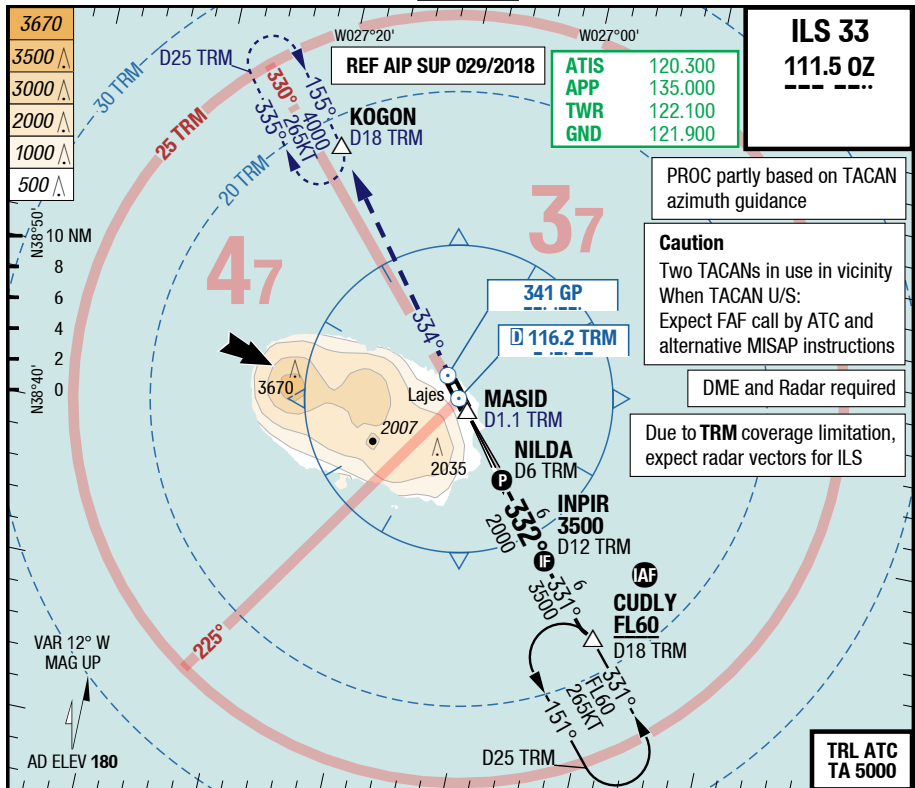 3670
3500
3000
2000
1000
500
30 TRM
25 TRM
20 TRM
D25 TRM
330°
155°
4000
265KT
335°
W027°20'
W027°00'
REF AIP SUP 029/2018
KOGON
D18 TRM
ATIS 120.300
APP 135.000
TWR 122.100
GND 121.900
ILS 33
111.5 OZ
PROC partly based on TACAN
azimuth guidance
Caution
Two TACANs in use in vicinity
When TACAN U/S:
Expect FAF call by ATC and
alternative MISAP instructions
DME and Radar required
Due to TRM coverage limitation,
expect radar vectors for ILS
N38°50'
10 NM
8
6
4
2
0
N38°40'
47
37
334°
341 GP
D 116.2 TRM
3670
Lajes
2007
2035
MASID
D1.1 TRM
NILDA
D6 TRM
P
6
332°
2000
INPIR
3500
D12 TRM
IF
6
331°
3500
IAF
CUDLY
FL60
D18 TRM
331°
FL60
265KT
151°
D25 TRM
225°
VAR 12° W
MAG UP
AD ELEV 180
TRL ATC
TA 5000